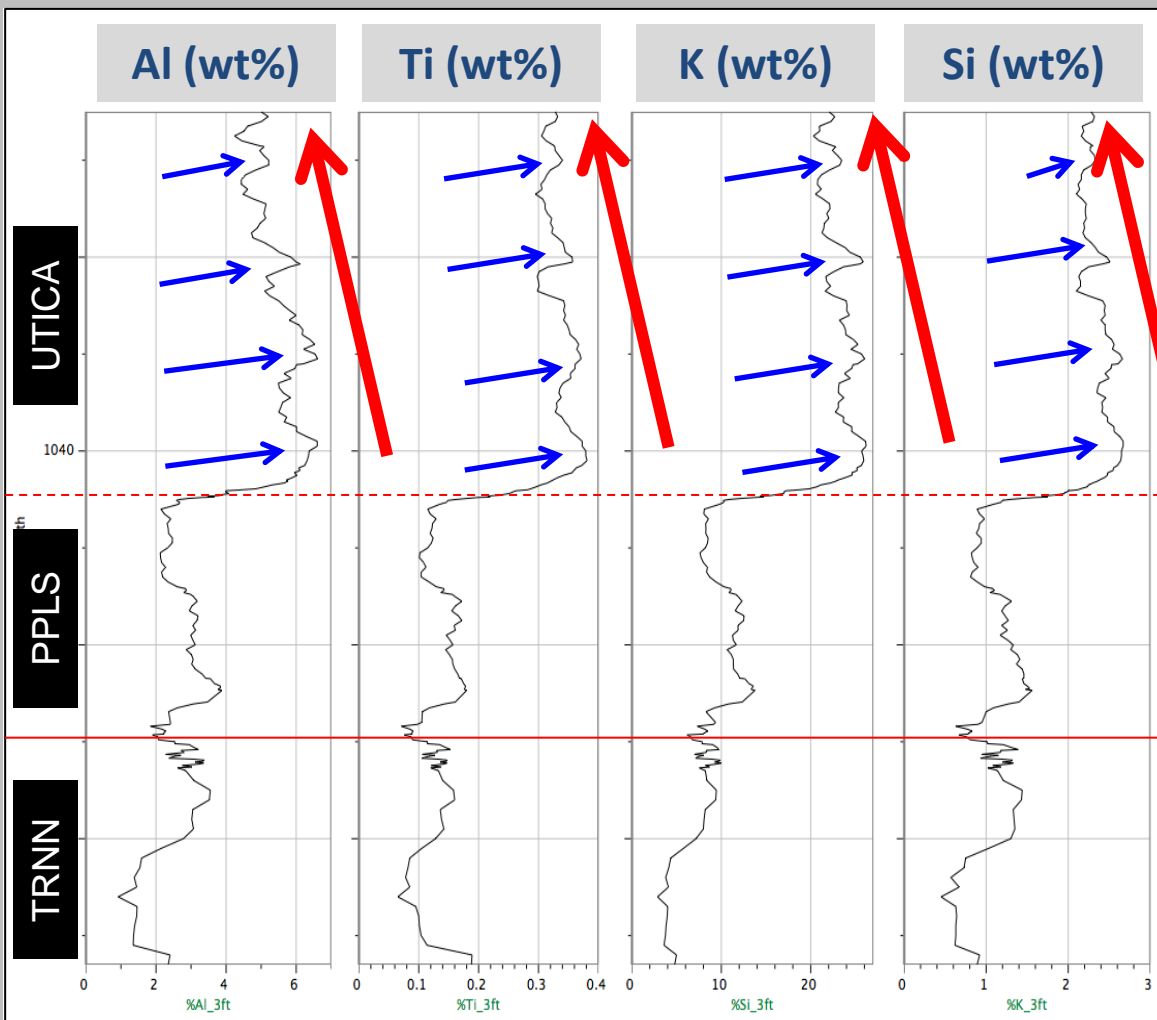 Al (wt%) Ti (wt%) K (wt%) Si (wt%)
UTICA
1040
th
PPLS
TRNN
0 2 4 6 0 0.1 0.2 0.3 0.4 0 10 20 0 1 2 3
%Al_3ft %Ti_3ft %Si_3ft %K_3ft